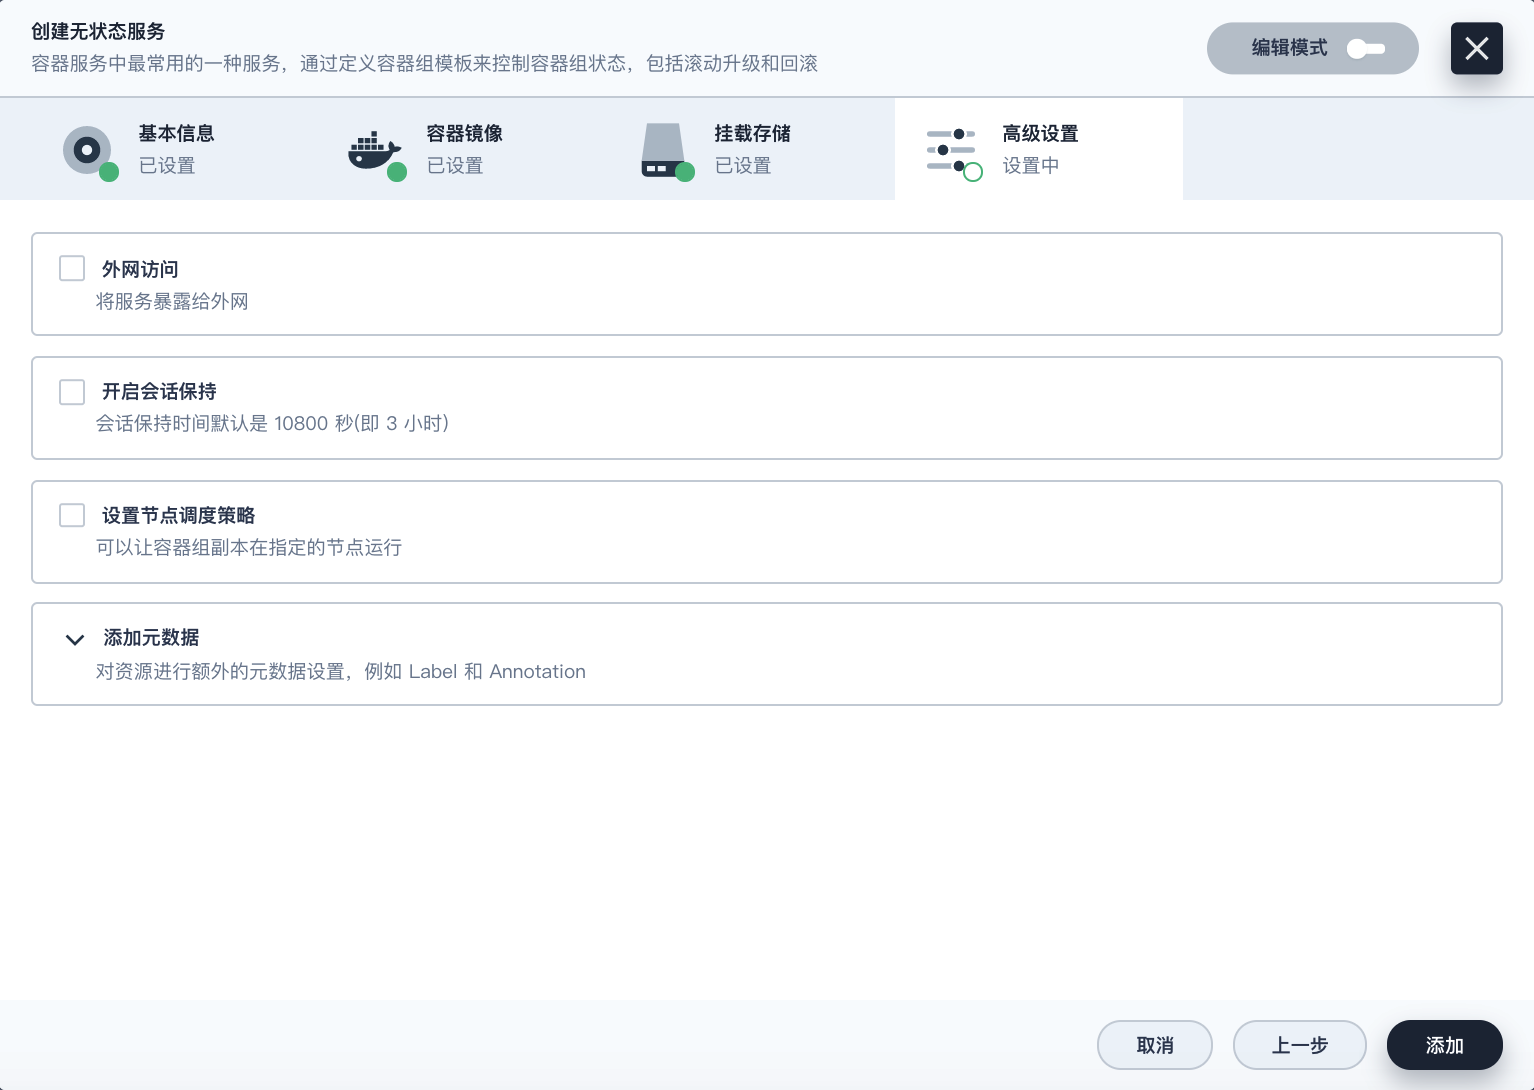 创建无状态服务
容器服务中最常用的一种服务，通过定义容器组模板来控制容器组状态，包括滚动升级和回滚
编辑模式
基本信息
已设置
容器镜像
已设置
挂载存储
已设置
高级设置
设置中
外网访问
将服务暴露给外网
开启会话保持
会话保持时间默认是 10800 秒(即 3 小时)
设置节点调度策略
可以让容器组副本在指定的节点运行
添加元数据
对资源进行额外的元数据设置，例如 Label 和 Annotation
取消
上一步
添加